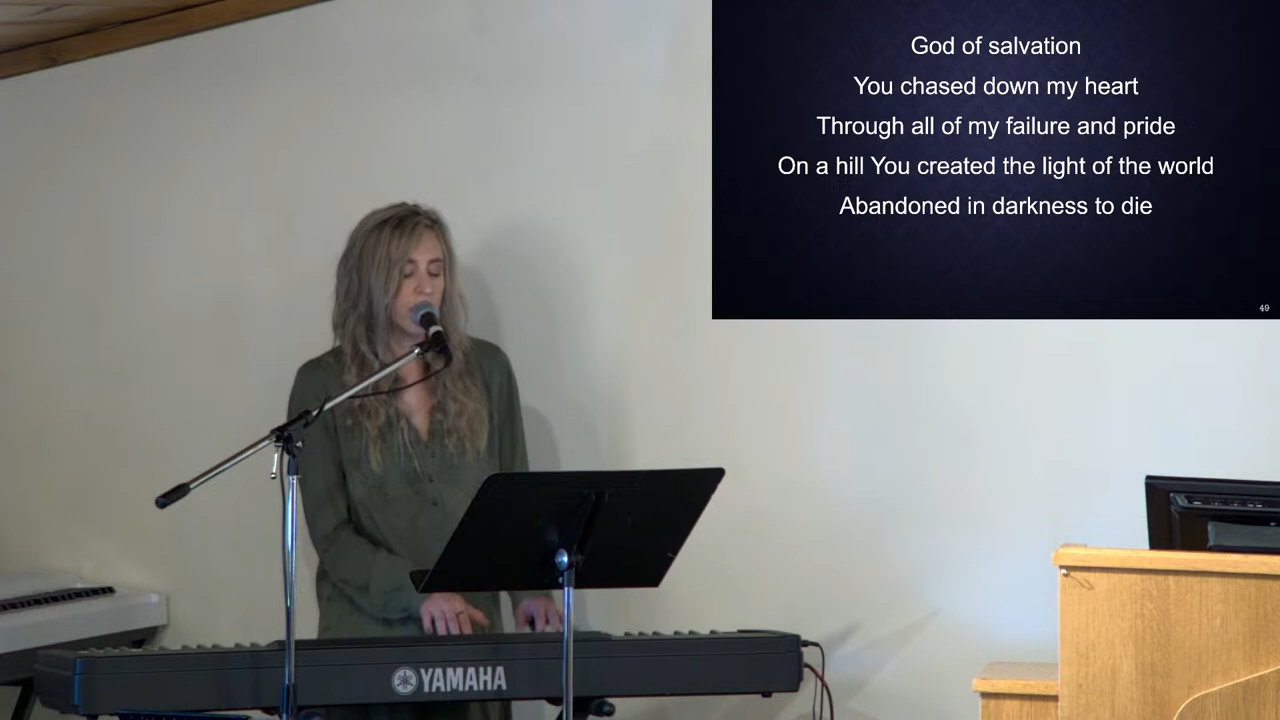 God of salvation
You chased down my heart
Through all of my failure and pride
On a hill You created the light of the world
Abandoned in darkness to die
49
YAMAHA